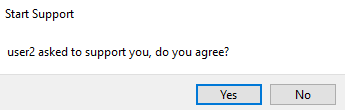 Start Support
user2 asked to support you, do you agree?
Yes
No